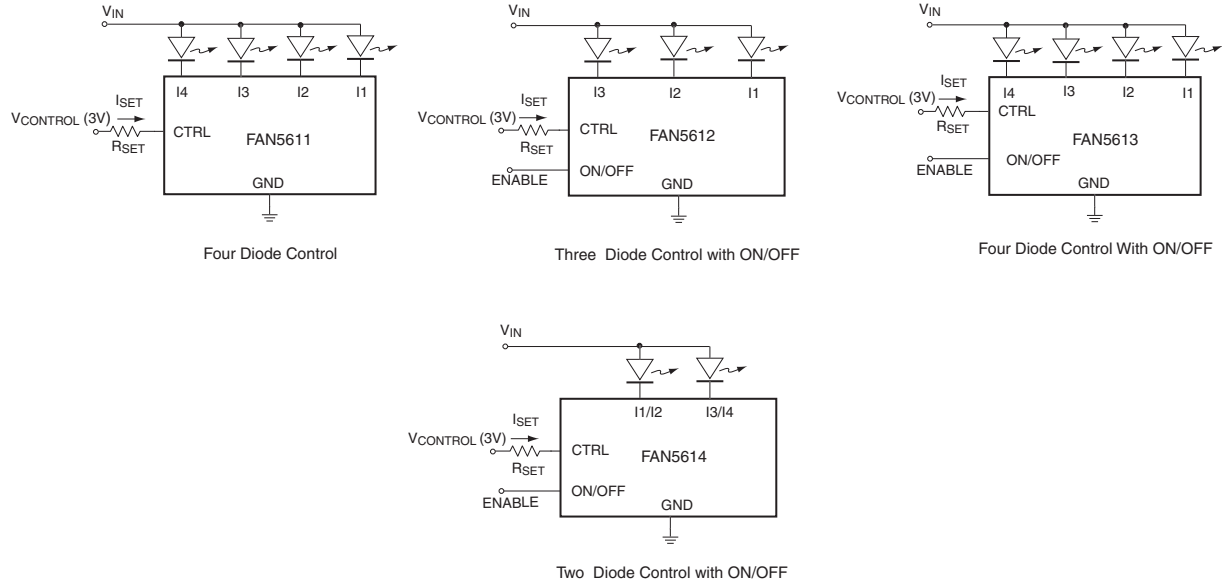 VIN
I4 I3 I2 I1
ISET
VCONTROL (3V)
RSET
CTRL
FAN5611
GND
Four Diode Control
VIN
I3 I2 I1
ISET
VCONTROL (3V)
RSET
CTRL
FAN5612
ENABLE
ON/OFF
GND
Three Diode Control with ON/OFF
VIN
I4 I3 I2 I1
ISET
VCONTROL (3V)
RSET
CTRL
FAN5613
ENABLE
ON/OFF
GND
Four Diode Control With ON/OFF
VIN
I1/I2 I3/I4
ISET
VCONTROL (3V)
RSET
CTRL
FAN5614
ENABLE
ON/OFF
GND
Two Diode Control with ON/OFF